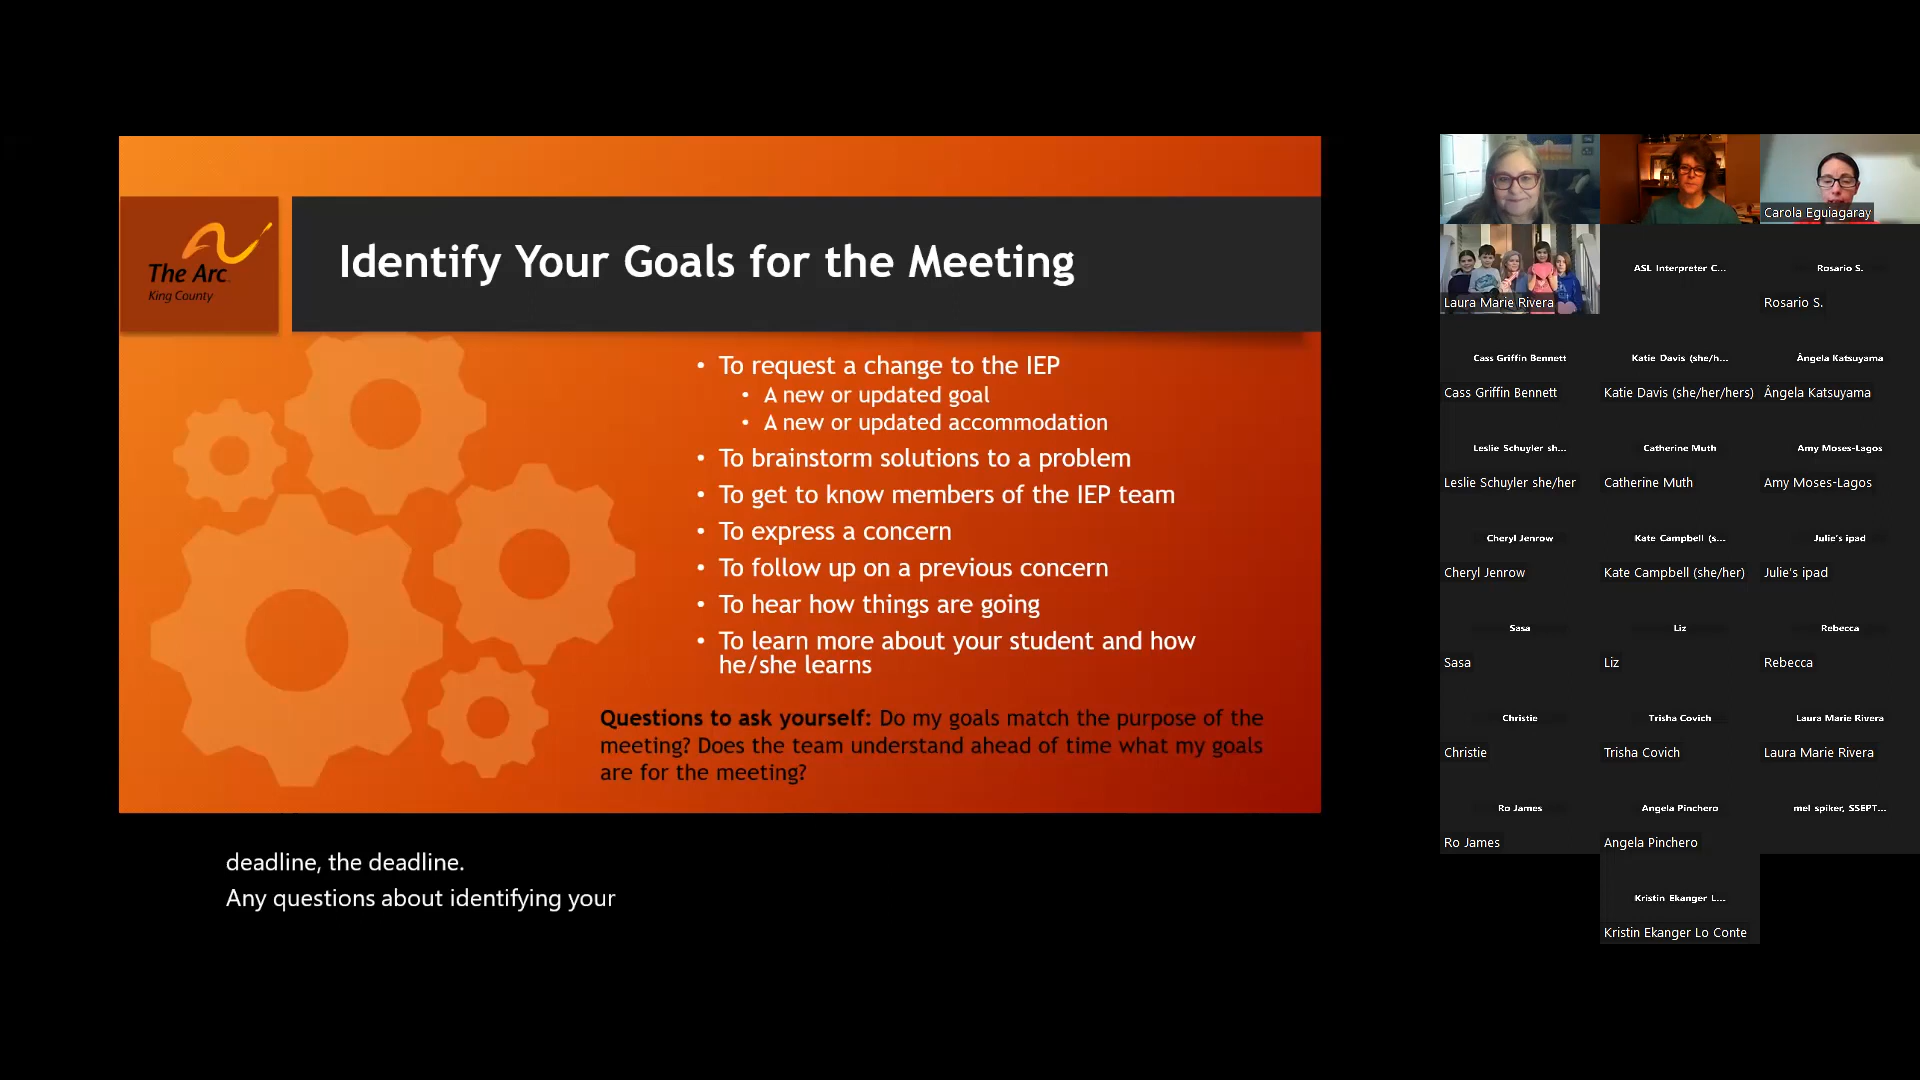 The Arc
King County
Identify Your Goals for the Meeting
• To request a change to the IEP
• A new or updated goal
• A new or updated accommodation
• To brainstorm solutions to a problem
• To get to know members of the IEP team
• To express a concern
• To follow up on a previous concern
• To hear how things are going
• To learn more about your student and how
he/she learns
Questions to ask yourself: Do my goals match the purpose of the
meeting? Does the team understand ahead of time what my goals
are for the meeting?
deadline, the deadline.
Any questions about identifying your
Carola Eguiagaray
Laura Marie Rivera
ASL Interpreter C...
Rosario S.
Rosario S.
Cass Griffin Bennett
Cass Griffin Bennett
Katie Davis (she/h...
Katie Davis (she/her/hers)
Ângela Katsuyama
Ângela Katsuyama
Leslie Schuyler sh...
Leslie Schuyler she/her
Catherine Muth
Catherine Muth
Amy Moses-Lagos
Amy Moses-Lagos
Cheryl Jenrow
Cheryl Jenrow
Kate Campbell (s...
Kate Campbell (she/her)
Julie's ipad
Julie's ipad
Sasa
Sasa
Liz
Liz
Rebecca
Rebecca
Christie
Christie
Trisha Covich
Trisha Covich
Laura Marie Rivera
Laura Marie Rivera
Ro James
Ro James
Angela Pinchero
Angela Pinchero
mel spiker, SSEPT...
Kristin Ekanger L...
Kristin Ekanger Lo Conte